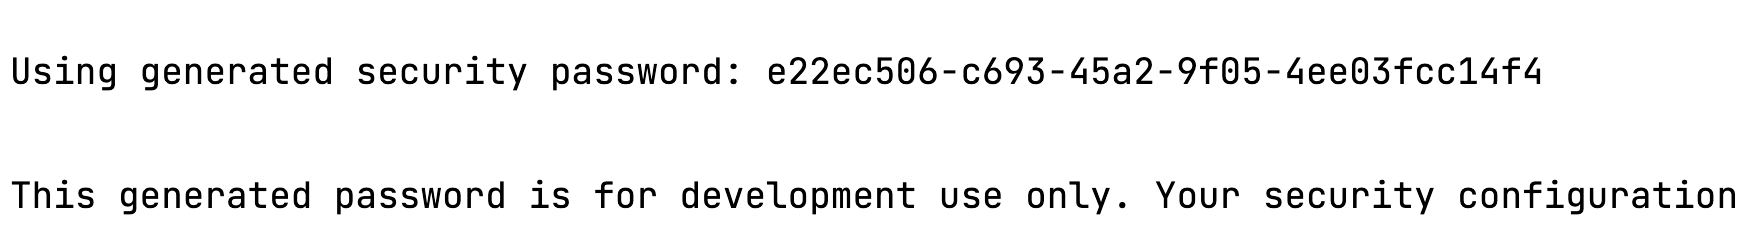 Using generated security password: e22ec506-c693-45a2-9f05-4ee03fcc14f4
This generated password is for development use only. Your security configuration